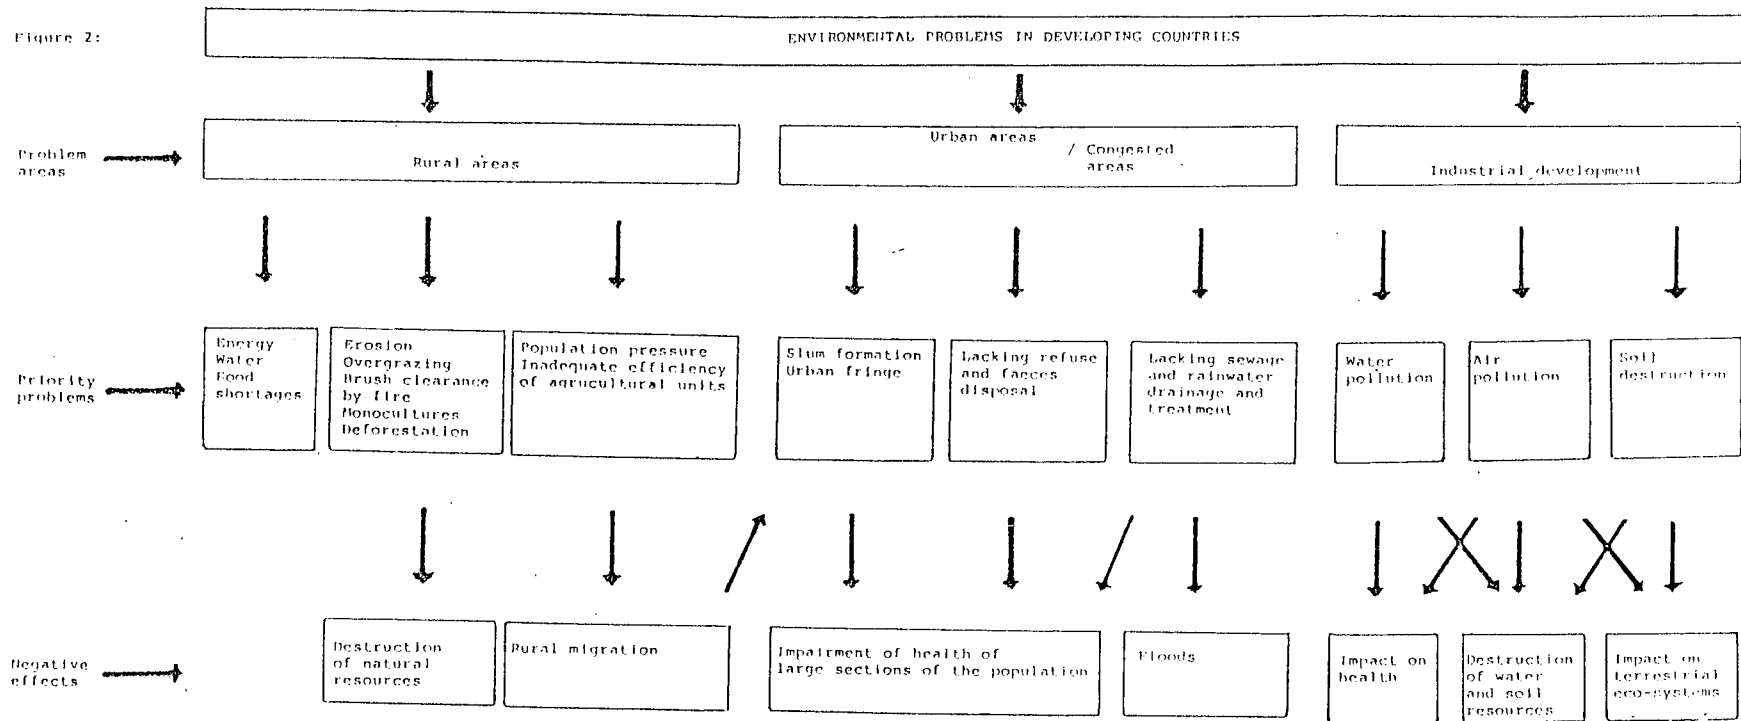 Figure 2:
ENVIRONMENTAL PROBLEMS IN DEVELOPING COUNTRIES
Problem
areas
Rural areas
Urban areas
/ Congested
areas
Industrial development
Priority
problems
Energy
Water
Food
shortages
Erosion
Overgrazing
Brush clearance
by fire
Monocultures
Deforestation
Population pressure
Inadequate efficiency
of agrucultural units
Slum formation
Urban fringe
Lacking refuse
and faeces
disposal
Lacking sewage
and rainwater
drainage and
treatment
Water
pollution
Air
pollution
Soil
destruction
Negative
effects
Destruction
of natural
resources
Rural migration
Impairment of health of
large sections of the population
Floods
Impact on
health
Destruction
of water
and soil
resources
Impact on
terrestrial
eco-systems